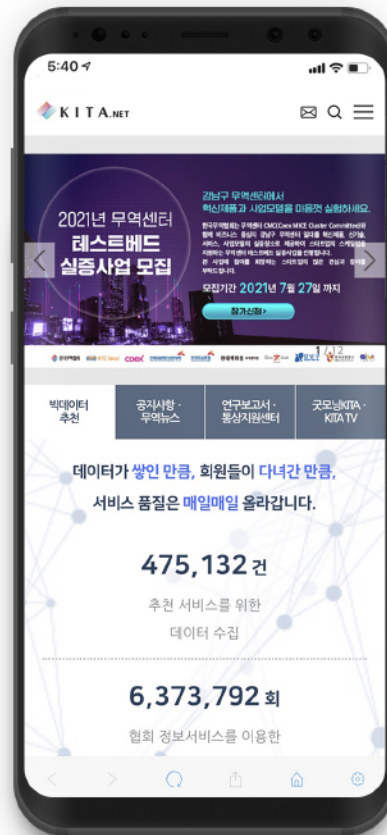 5:40
KITA.NET
2021년 무역센터
테스트베드
실증사업 모집
강남구 무역센터에서
혁신제품과 사업모델을 마음껏 실험하세요.
모집기간 2021년 7월 27일 까지
참가신청>
coex
1 / 12
빅데이터
추천
공지사항·
무역뉴스
연구보고서·
통상지원센터
굿모닝KITA·
KITA TV
데이터가 쌓인 만큼, 회원들이 다녀간 만큼,
서비스 품질은 매일매일 올라갑니다.
475,132 건
추천 서비스를 위한
데이터 수집
6,373,792 회
협회 정보서비스를 이용한